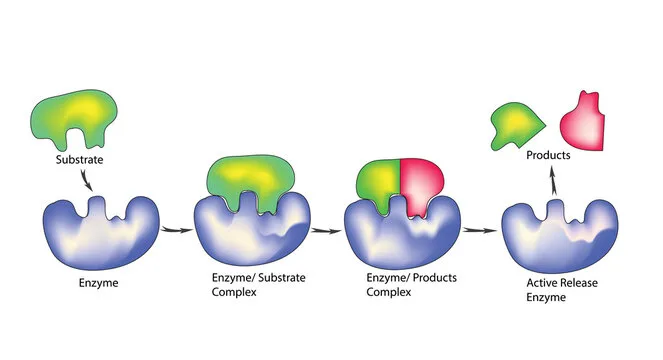 Substrate
Enzyme
Enzyme/ Substrate
Complex
Enzyme/ Products
Complex
Products
Active Release
Enzyme